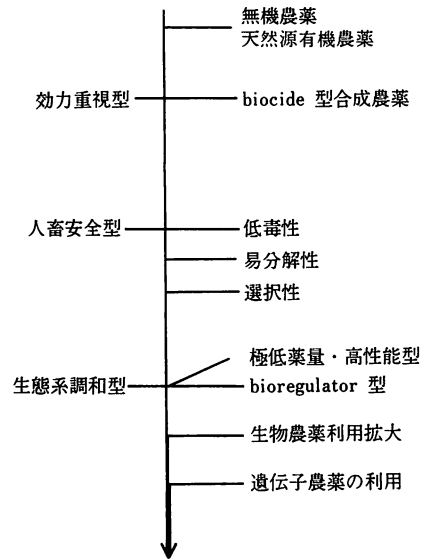 無機農薬
天然源有機農薬
効力重視型
biocide 型合成農薬
人畜安全型
低毒性
易分解性
選択性
極低薬量・高性能型
生態系調和型
bioregulator 型
生物農薬利用拡大
遺伝子農薬の利用